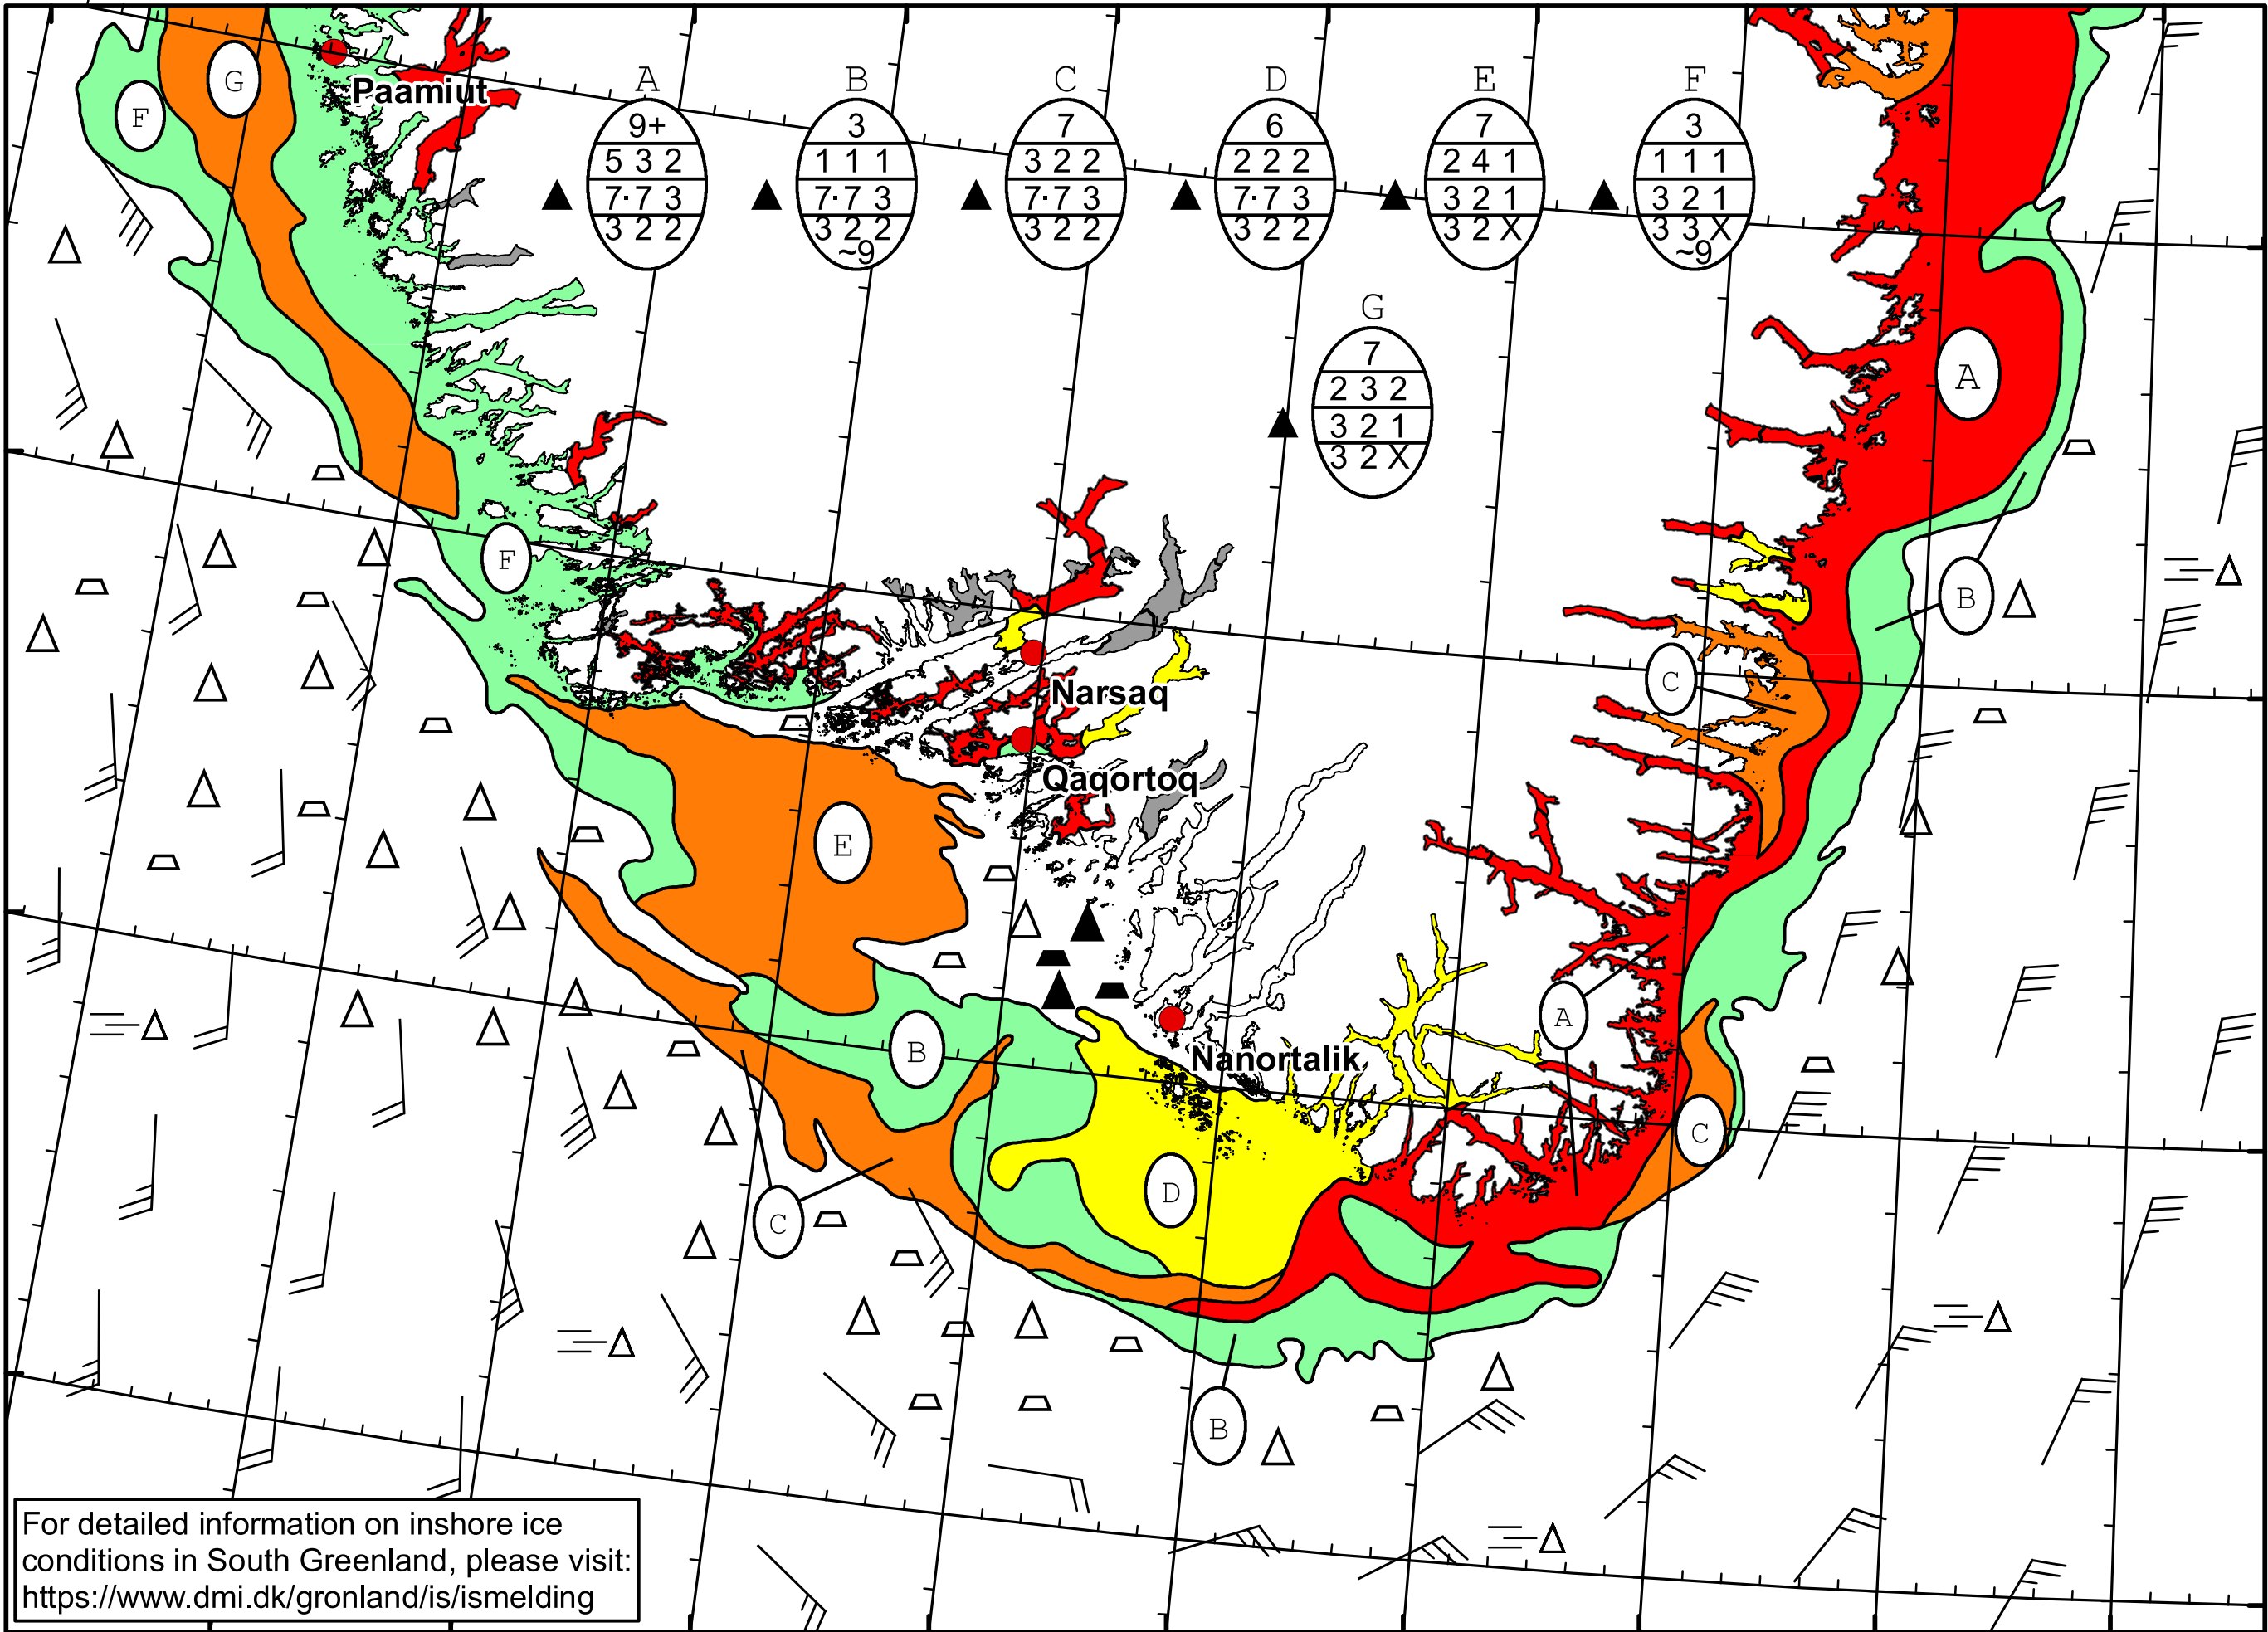 Paamiut
A B C D E F
9+ 3 7 6 7 3
5 3 2 1 1 1 3 2 2 2 2 2 2 4 1 1 1 1
7·7 3 7·7 3 7·7 3 7·7 3 3 2 1 3 2 1
3 2 2 3 2 2 3 2 2 3 2 2 3 2 X 3 3 X
~9 ~9
G
7
2 3 2
3 2 1
3 2 X
G
F
A
F
B
C
Narsaq
Qaqortoq
E
A
B
Nanortalik
C
D
C
B
For detailed information on inshore ice
conditions in South Greenland, please visit:
https://www.dmi.dk/gronland/is/ismelding